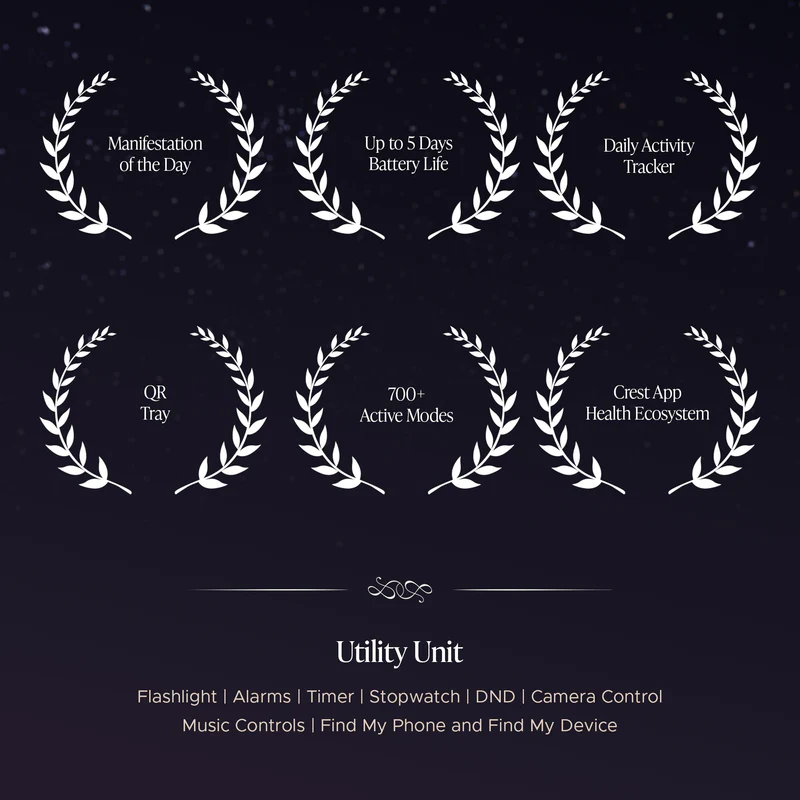 Manifestation
of the Day
Up to 5 Days
Battery Life
Daily Activity
Tracker
QR
Tray
700+
Active Modes
Crest App
Health Ecosystem
Utility Unit
Flashlight | Alarms | Timer | Stopwatch | DND | Camera Control
Music Controls | Find My Phone and Find My Device